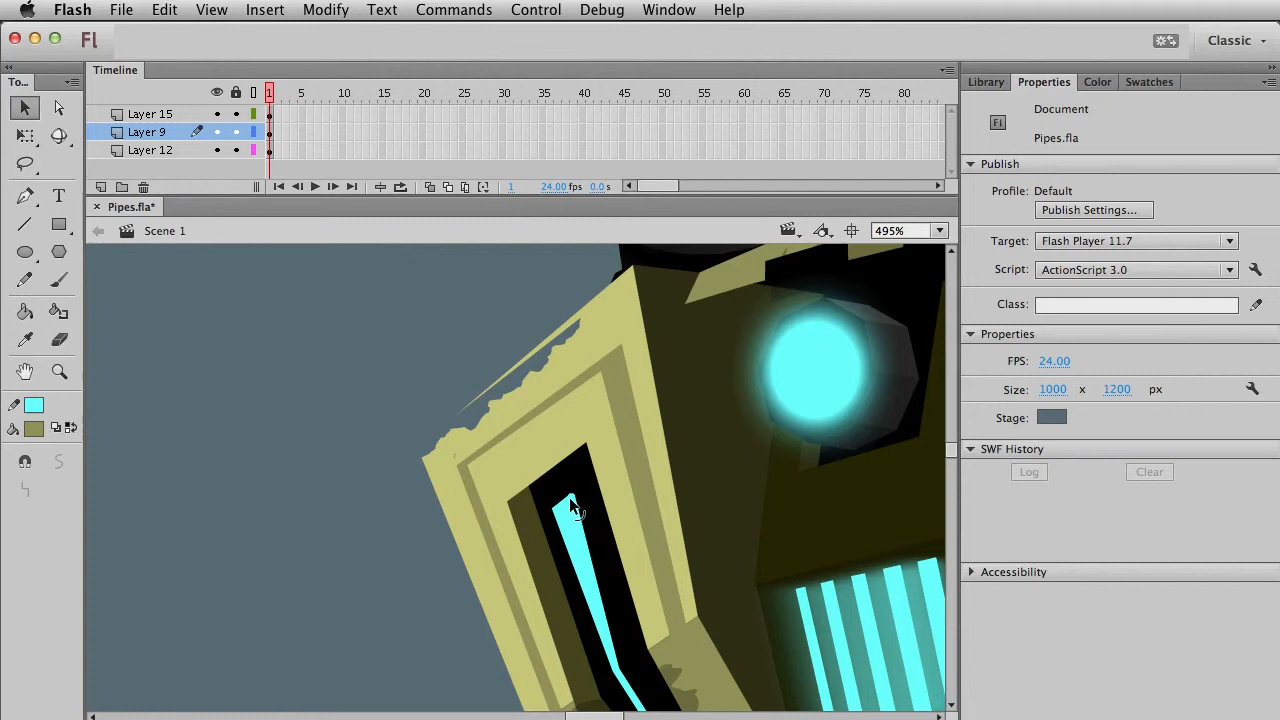 Flash File Edit View Insert Modify Text Commands Control Debug Window Help
Fl Classic
To... Timeline Library Properties Color Swatches
1 5 10 15 20 25 30 35 40 45 50 55 60 65 70 75 80
Layer 15
Layer 9
Layer 12
1 24.00 fps 0.0 s
Pipes.fla*
Scene 1 495%
T
Document
Fl
Pipes.fla
Publish
Profile: Default
Publish Settings...
Target: Flash Player 11.7
Script: ActionScript 3.0
Class:
Properties
FPS: 24.00
Size: 1000 x 1200 px
Stage:
SWF History
Log Clear
Accessibility